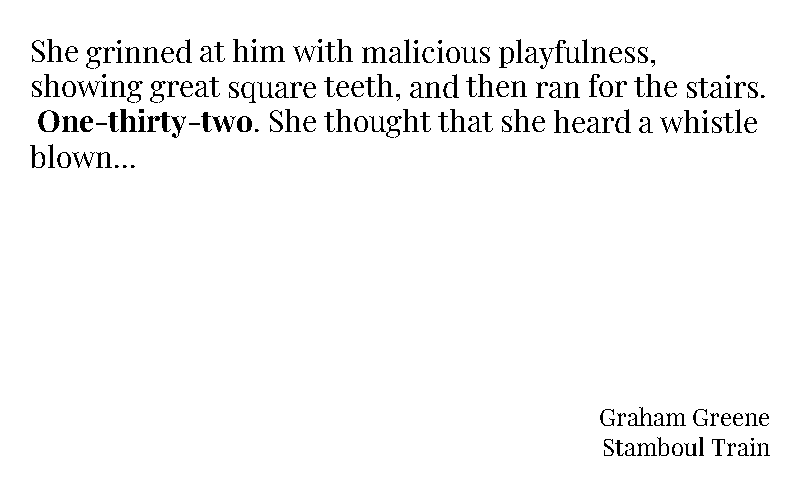 She grinned at him with malicious playfulness,
showing great square teeth, and then ran for the stairs.
One-thirty-two. She thought that she heard a whistle
blown...
Graham Greene
Stamboul Train